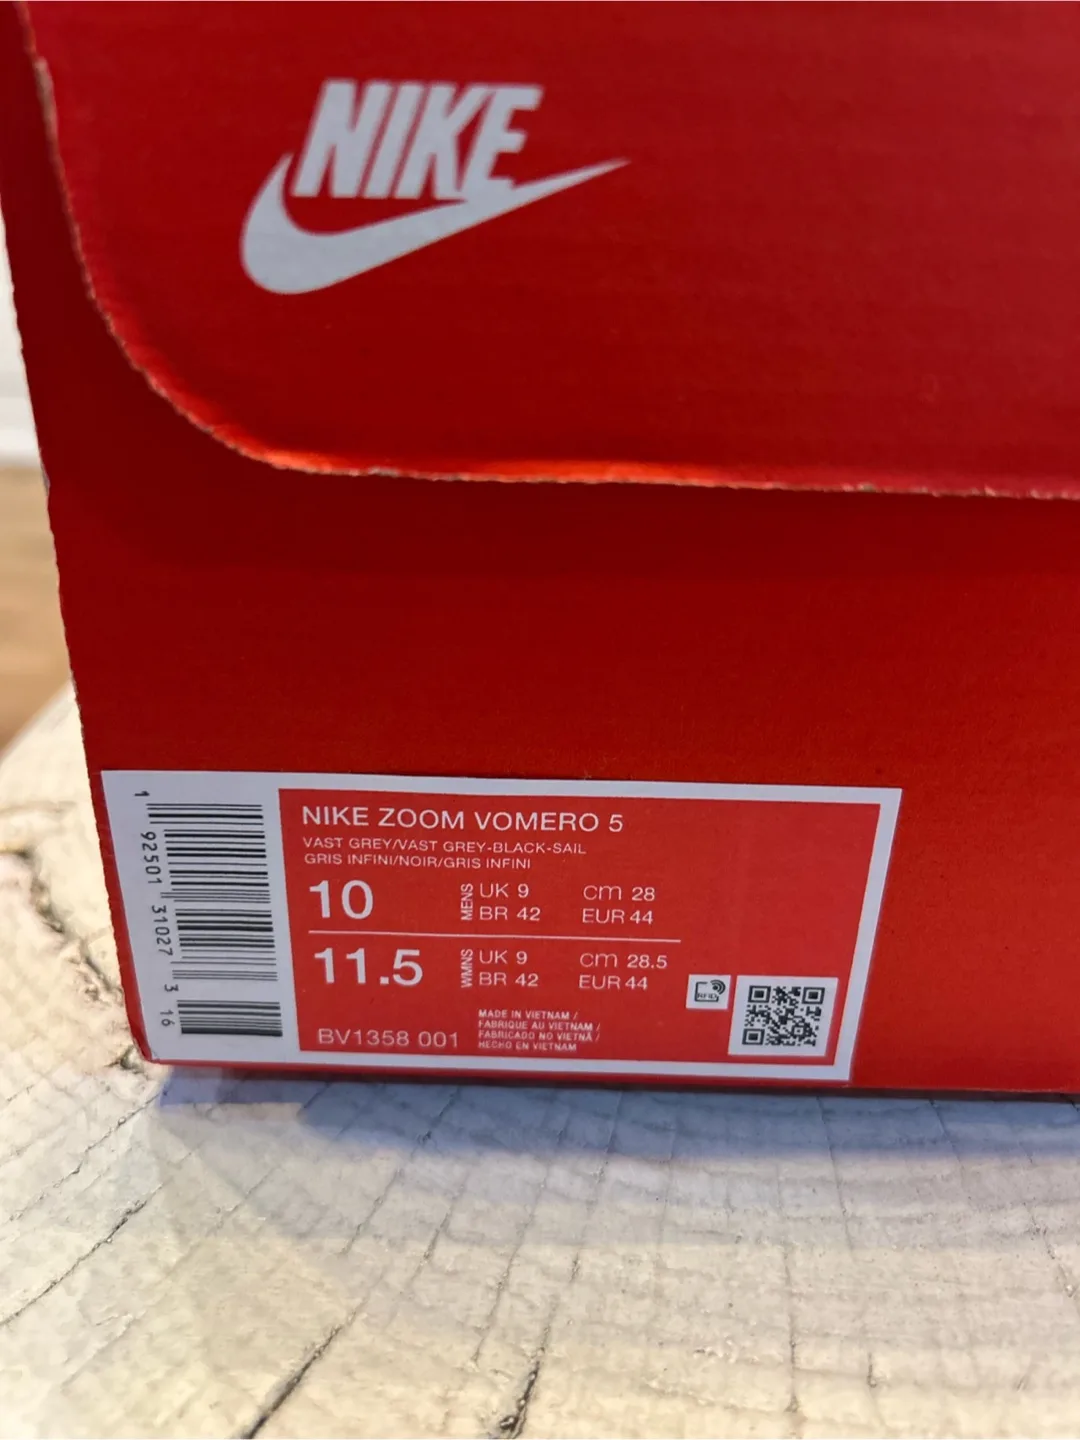 NIKE
NIKE ZOOM VOMERO 5
VAST GREY/VAST GREY-BLACK-SAIL
GRIS INFINI/NOIR/GRIS INFINI
10 MENS UK 9 cm 28
BR 42 EUR 44
11.5 WMNS UK 9 cm 28.5
BR 42 EUR 44
BV1358 001
MADE IN VIETNAM /
FABRIQUE AU VIETNAM /
FABRICADO NO VIETNÃ /
HECHO EN VIETNAM
RFID
1 92501 31027 3 16